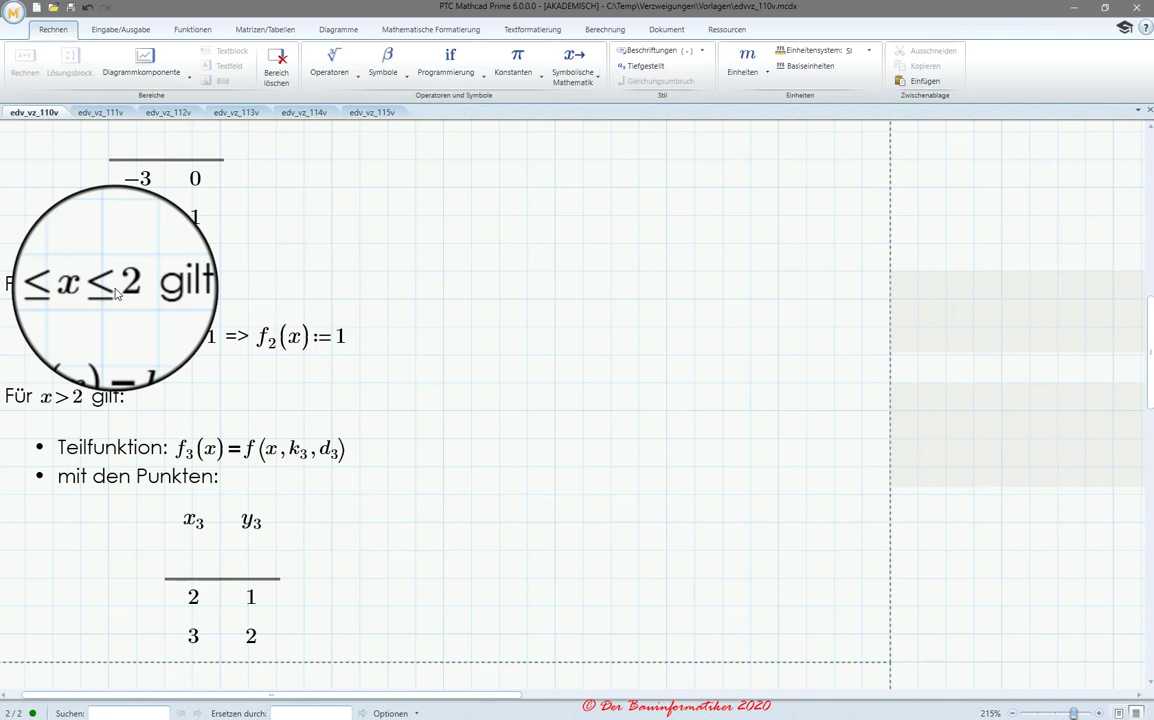 PTC Mathcad Prime 6.0.0.0 - [AKADEMISCH] - C:\Temp\Verzweigungen\Vorlagen\edvvz_110v.mcdx
Rechnen Eingabe/Ausgabe Funktionen Matrizen/Tabellen Diagramme Mathematische Formatierung Textformatierung Berechnung Dokument Ressourcen
Rechnen Lösungsblock Diagrammkomponente Textblock Textfeld Bild Bereich löschen
Operatoren Symbole Programmierung Konstanten Symbolische Mathematik
Beschriftungen ( - ) Tiefgestellt Gleichungsumbruch
Einheiten Einheitensystem: SI Basiseinheiten
Ausschneiden Kopieren Einfügen
Bereiche Operatoren und Symbole Stil Einheiten Zwischenablage
edv_vz_110v edv_vz_111v edv_vz_112v edv_vz_113v edv_vz_114v edv_vz_115v
−3 0
1
≤ x ≤ 2 gilt
1 => f₂(x) := 1
Für x > 2 gilt:
• Teilfunktion: f₃(x) = f(x, k₃, d₃)
• mit den Punkten:
x₃ y₃
2 1
3 2
2 / 2 Suchen: Ersetzen durch: Optionen 215%
© Der Bauinformatiker 2020